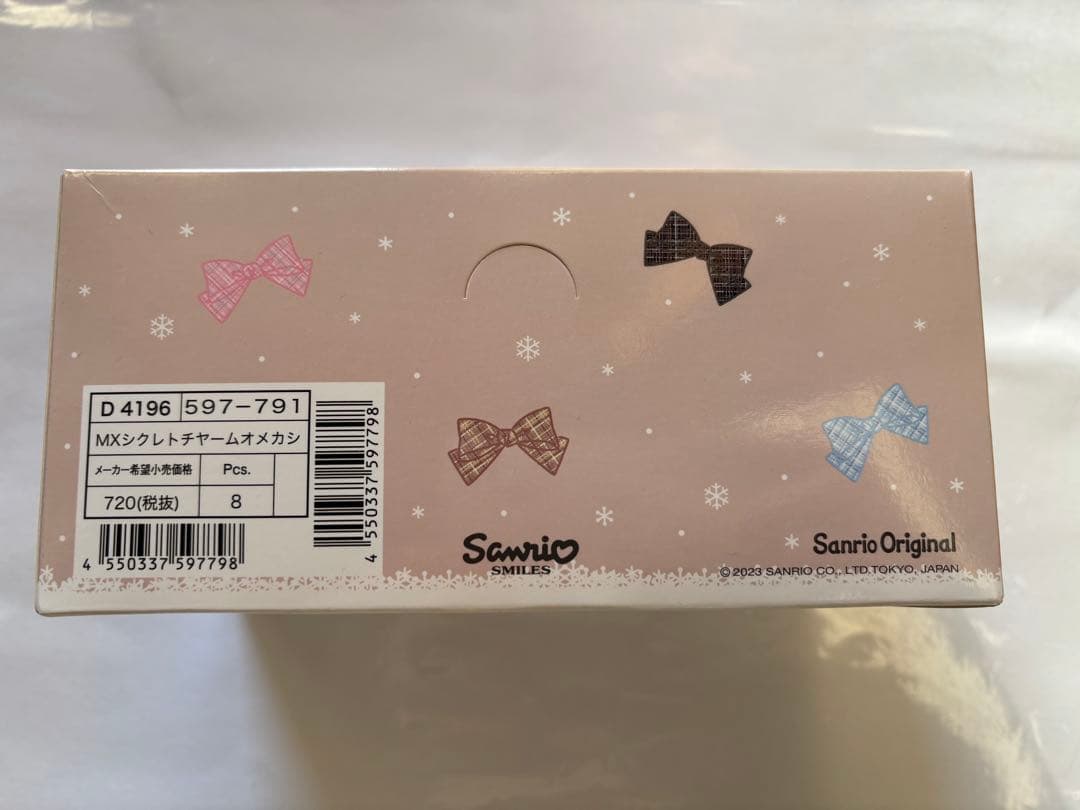 D 4196 597-791
MXシクレトチヤームオメカシ
メーカー希望小売価格 Pcs.
720(税抜) 8
4 550337 597798
4 550337 597798
Sanrio
SMILES
Sanrio Original
© 2023 SANRIO CO., LTD.TOKYO, JAPAN